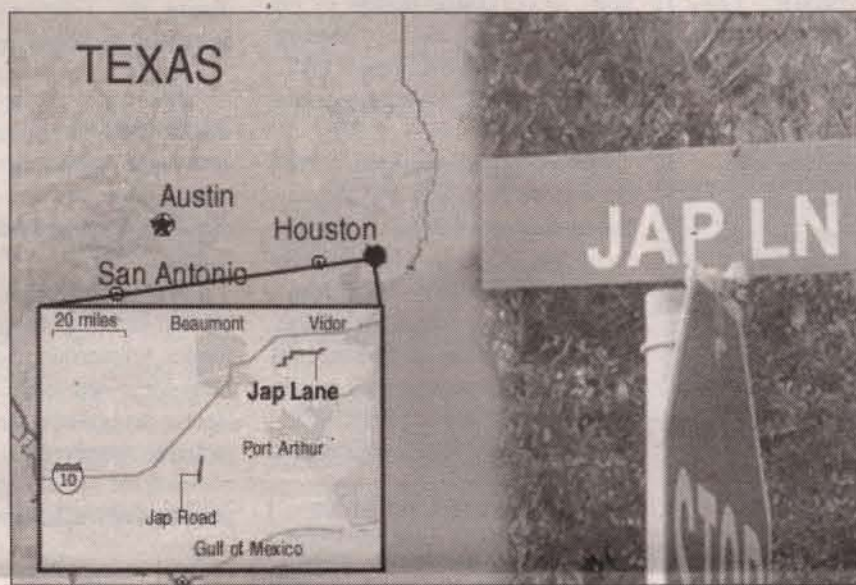 TEXAS
Austin
Houston
San Antonio
20 miles
Beaumont
Vidor
Jap Lane
Port Arthur
10
Jap Road
Gulf of Mexico
JAP LN
STOP